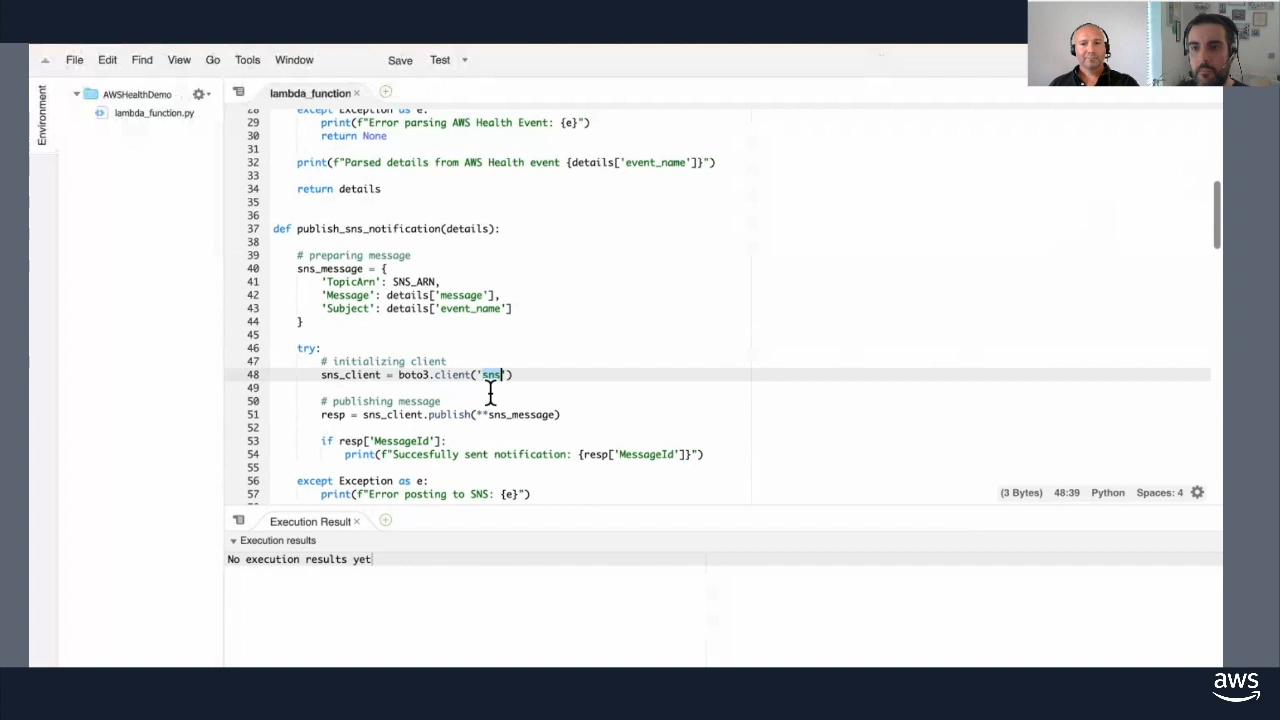 File Edit Find View Go Tools Window Save Test
Environment
AWSHealthDemo
lambda_function.py
lambda_function
28 except Exception as e:
29 print(f"Error parsing AWS Health Event: {e}")
30 return None
31
32 print(f"Parsed details from AWS Health event {details['event_name']}")
33
34 return details
35
36
37 def publish_sns_notification(details):
38
39 # preparing message
40 sns_message = {
41 'TopicArn': SNS_ARN,
42 'Message': details['message'],
43 'Subject': details['event_name']
44 }
45
46 try:
47 # initializing client
48 sns_client = boto3.client('sns')
49
50 # publishing message
51 resp = sns_client.publish(**sns_message)
52
53 if resp['MessageId']:
54 print(f"Succesfully sent notification: {resp['MessageId']}")
55
56 except Exception as e:
57 print(f"Error posting to SNS: {e}")
(3 Bytes) 48:39 Python Spaces: 4
Execution Result
Execution results
No execution results yet
aws